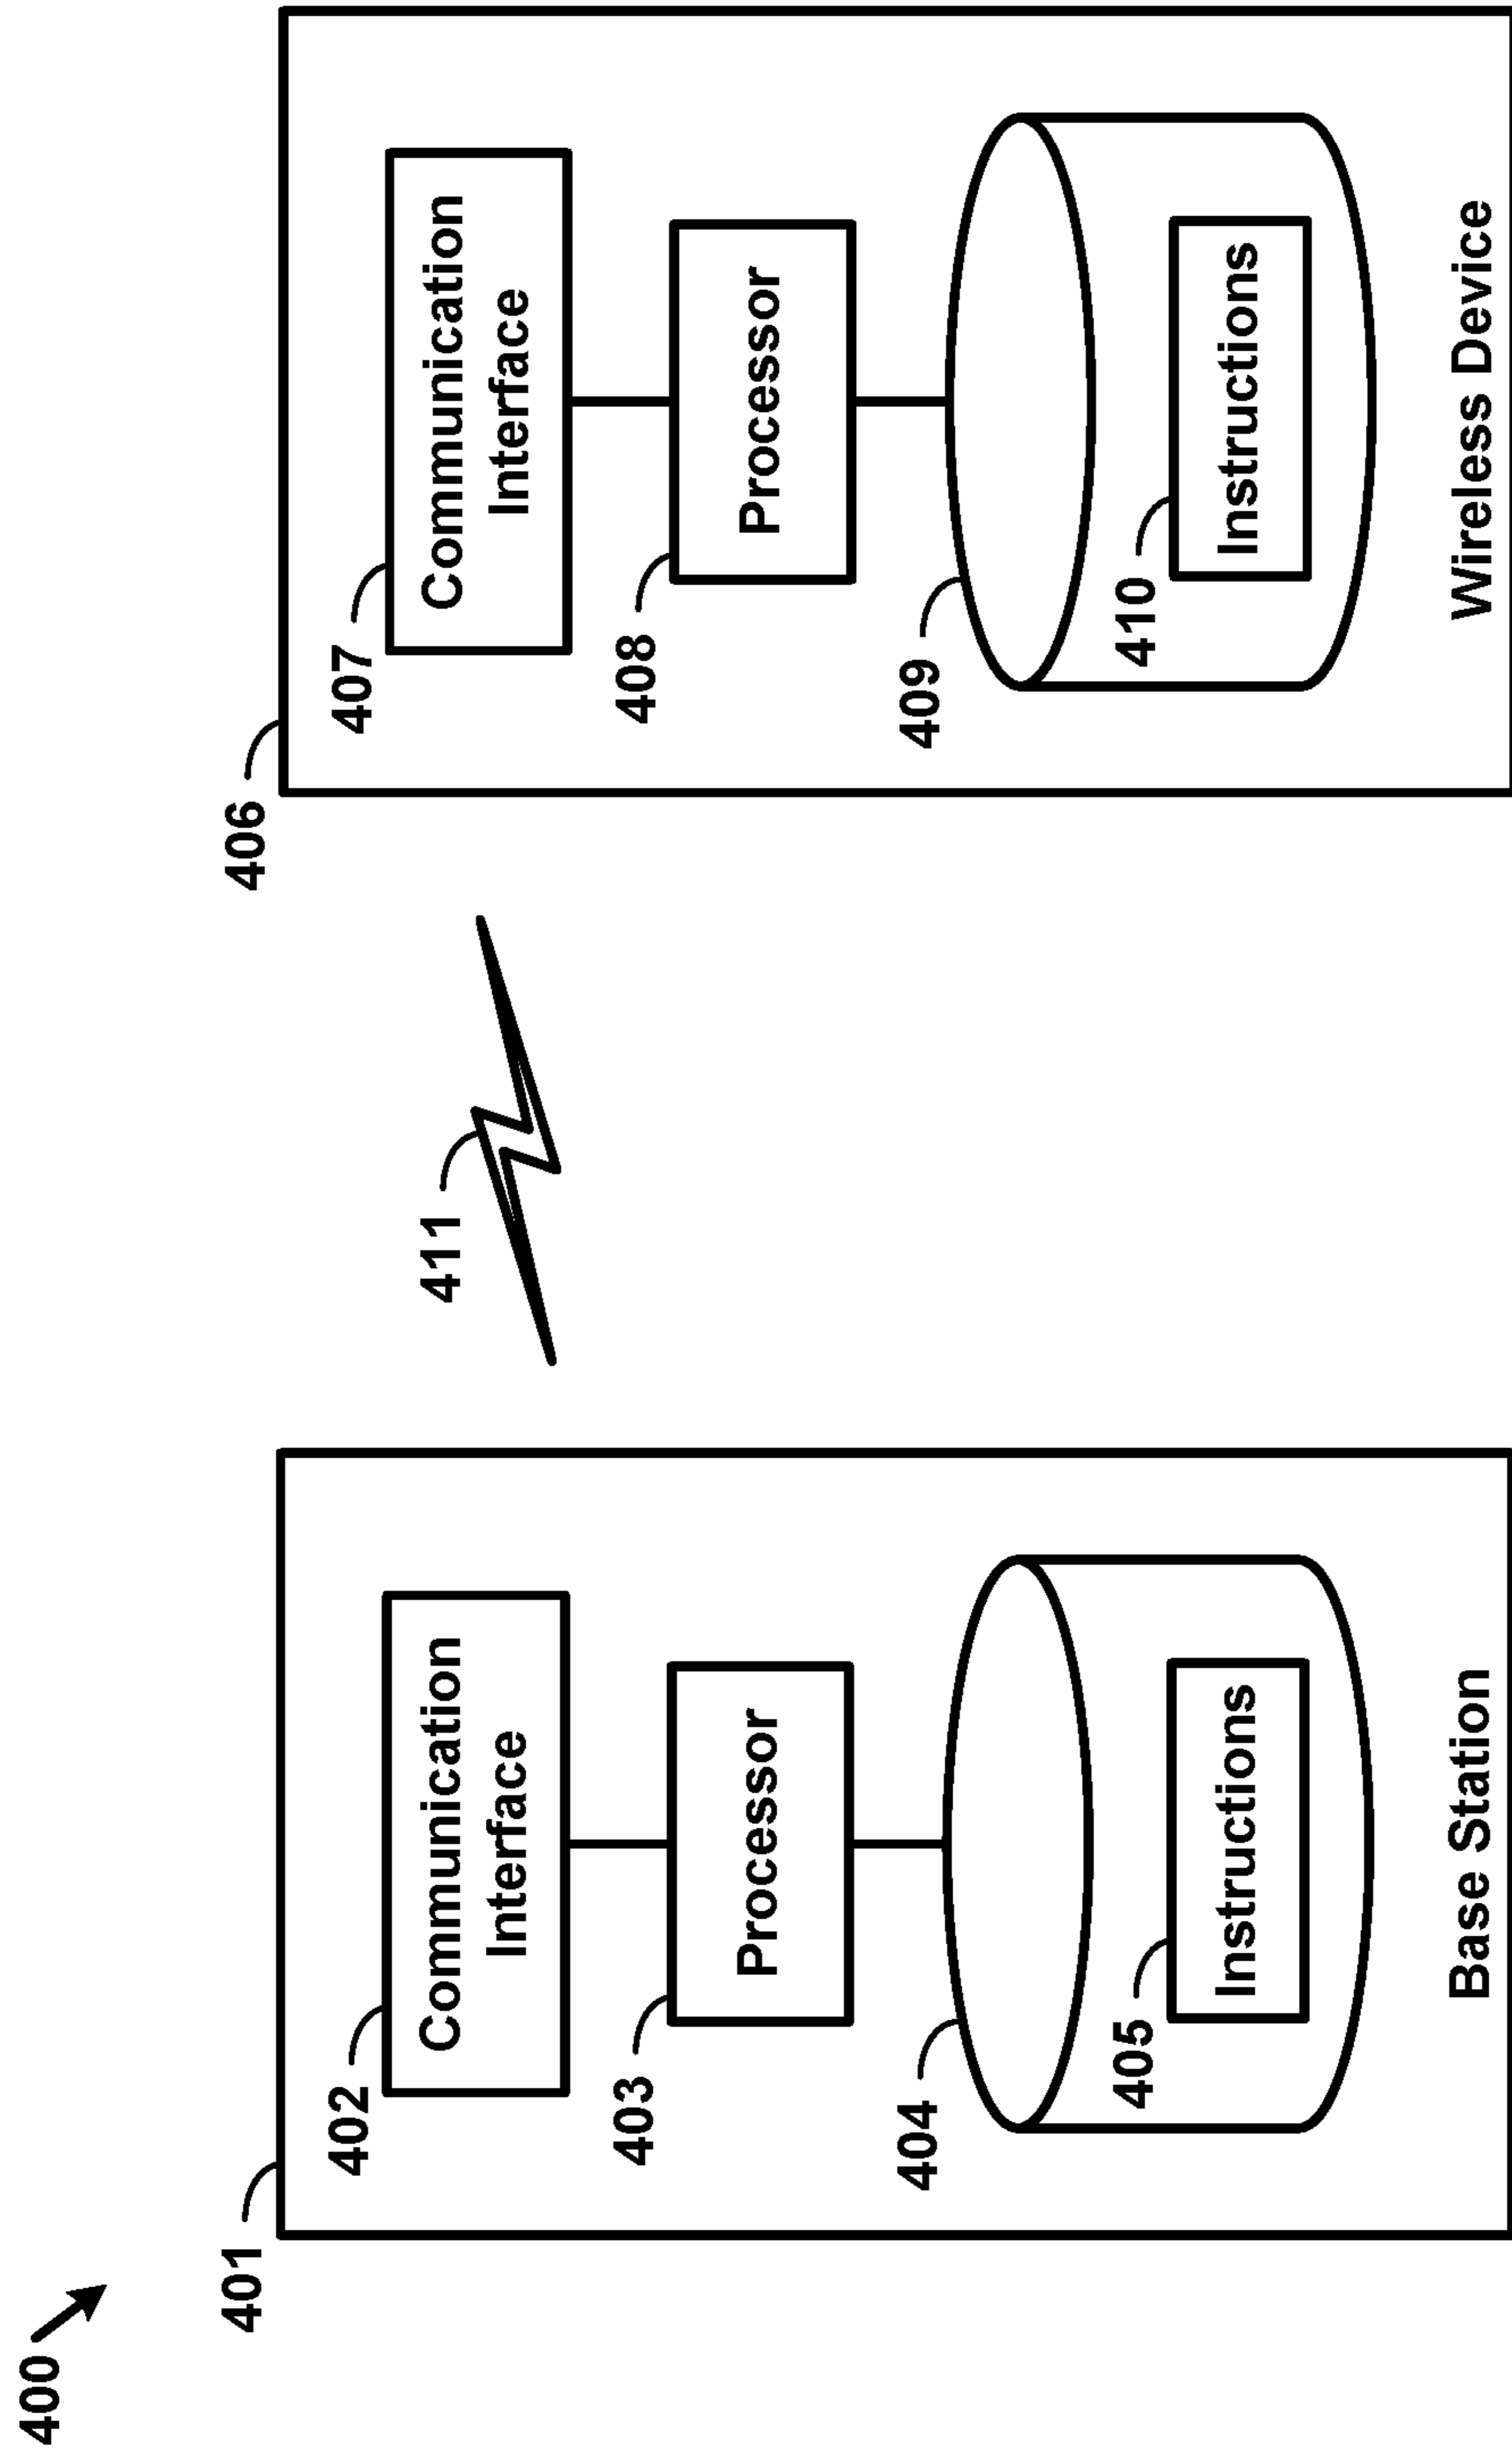 400
401
402
Communication
Interface
403
Processor
404
405
Instructions
Base Station
411
406
407
Communication
Interface
408
Processor
409
410
Instructions
Wireless Device